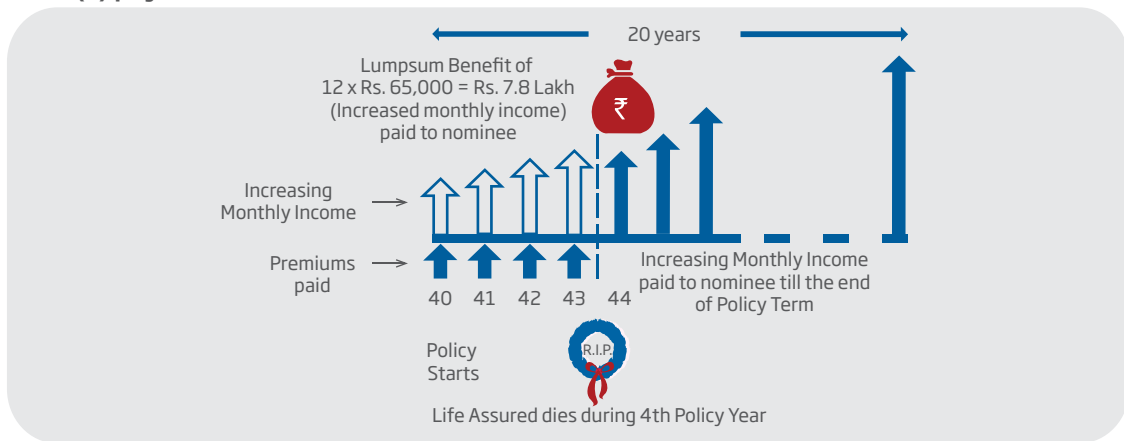 20 years
Lumpsum Benefit of
12 x Rs. 65,000 = Rs. 7.8 Lakh
(Increased monthly income)
paid to nominee
₹
Increasing
Monthly Income
Premiums
paid
40 41 42 43 44
Increasing Monthly Income
paid to nominee till the end
of Policy Term
Policy
Starts
R.I.P.
Life Assured dies during 4th Policy Year